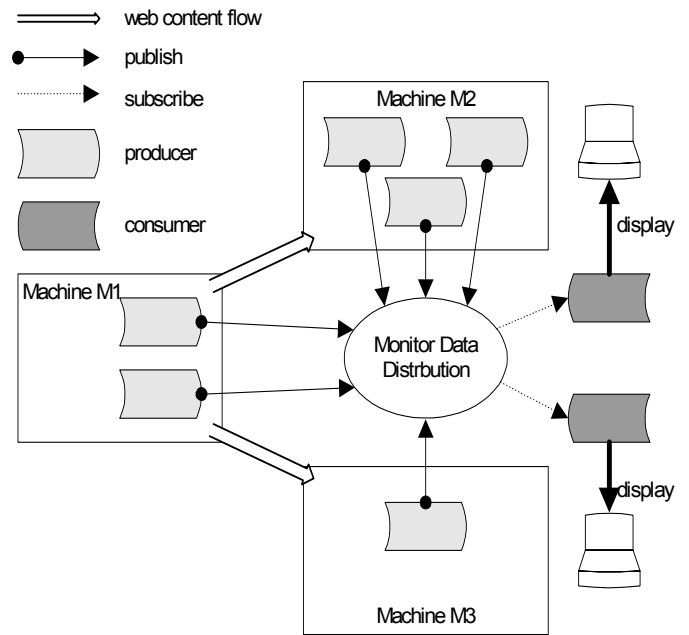 web content flow
publish
subscribe
producer
consumer
Machine M2
display
Machine M1
Monitor Data
Distrbution
display
Machine M3